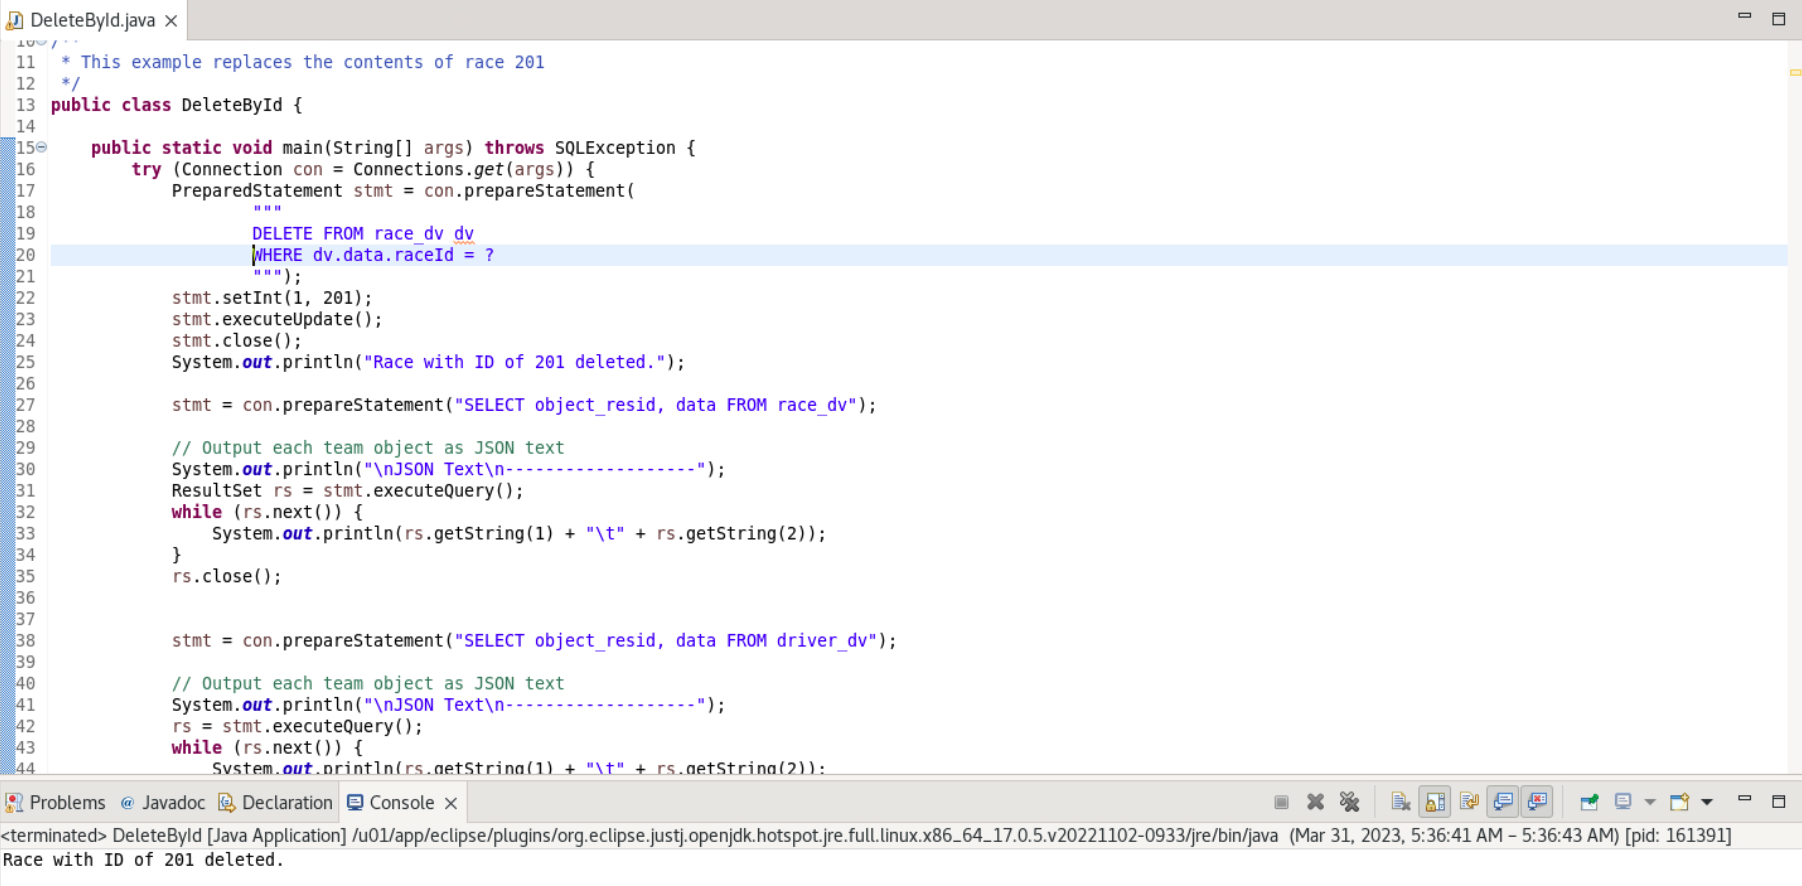 DeleteById.java
10 /**
11 * This example replaces the contents of race 201
12 */
13 public class DeleteById {
14
15 public static void main(String[] args) throws SQLException {
16 try (Connection con = Connections.get(args)) {
17 PreparedStatement stmt = con.prepareStatement(
18 """
19 DELETE FROM race_dv dv
20 WHERE dv.data.raceId = ?
21 """);
22 stmt.setInt(1, 201);
23 stmt.executeUpdate();
24 stmt.close();
25 System.out.println("Race with ID of 201 deleted.");
26
27 stmt = con.prepareStatement("SELECT object_resid, data FROM race_dv");
28
29 // Output each team object as JSON text
30 System.out.println("\nJSON Text\n-------------------");
31 ResultSet rs = stmt.executeQuery();
32 while (rs.next()) {
33 System.out.println(rs.getString(1) + "\t" + rs.getString(2));
34 }
35 rs.close();
36
37
38 stmt = con.prepareStatement("SELECT object_resid, data FROM driver_dv");
39
40 // Output each team object as JSON text
41 System.out.println("\nJSON Text\n-------------------");
42 rs = stmt.executeQuery();
43 while (rs.next()) {
44 System.out.println(rs.getString(1) + "\t" + rs.getString(2));
Problems @ Javadoc Declaration Console
<terminated> DeleteById [Java Application] /u01/app/eclipse/plugins/org.eclipse.justj.openjdk.hotspot.jre.full.linux.x86_64_17.0.5.v20221102-0933/jre/bin/java (Mar 31, 2023, 5:36:41 AM – 5:36:43 AM) [pid: 161391]
Race with ID of 201 deleted.